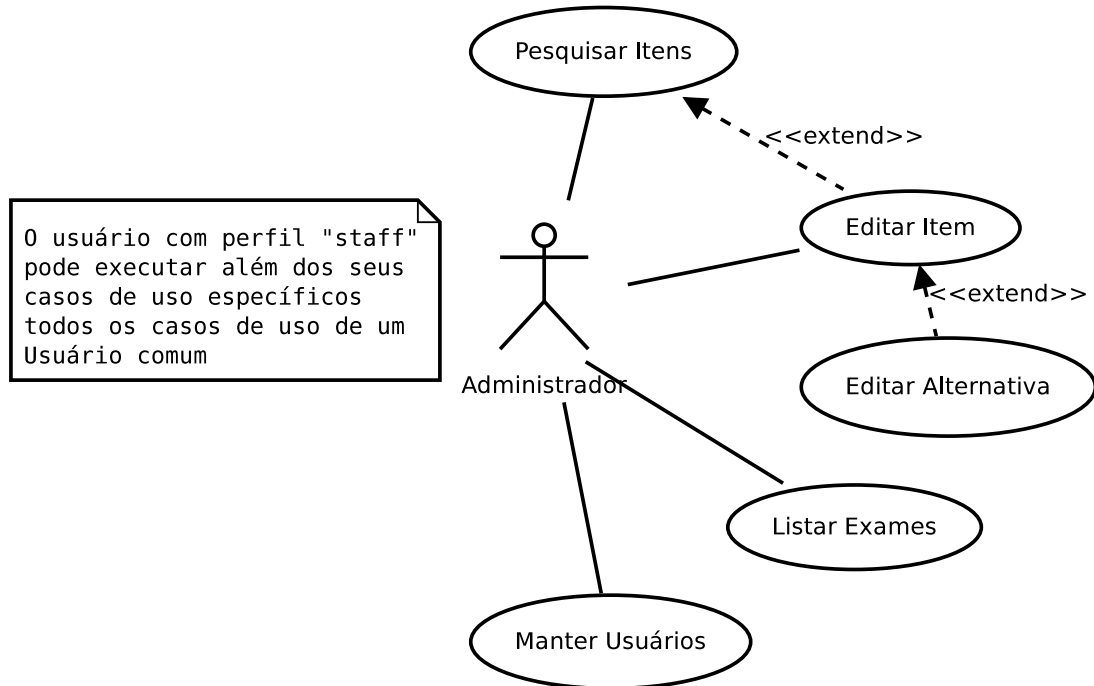 Pesquisar Itens
<<extend>>
Editar Item
O usuário com perfil "staff"
pode executar além dos seus
casos de uso específicos
todos os casos de uso de um
Usuário comum
<<extend>>
Administrador
Editar Alternativa
Listar Exames
Manter Usuários